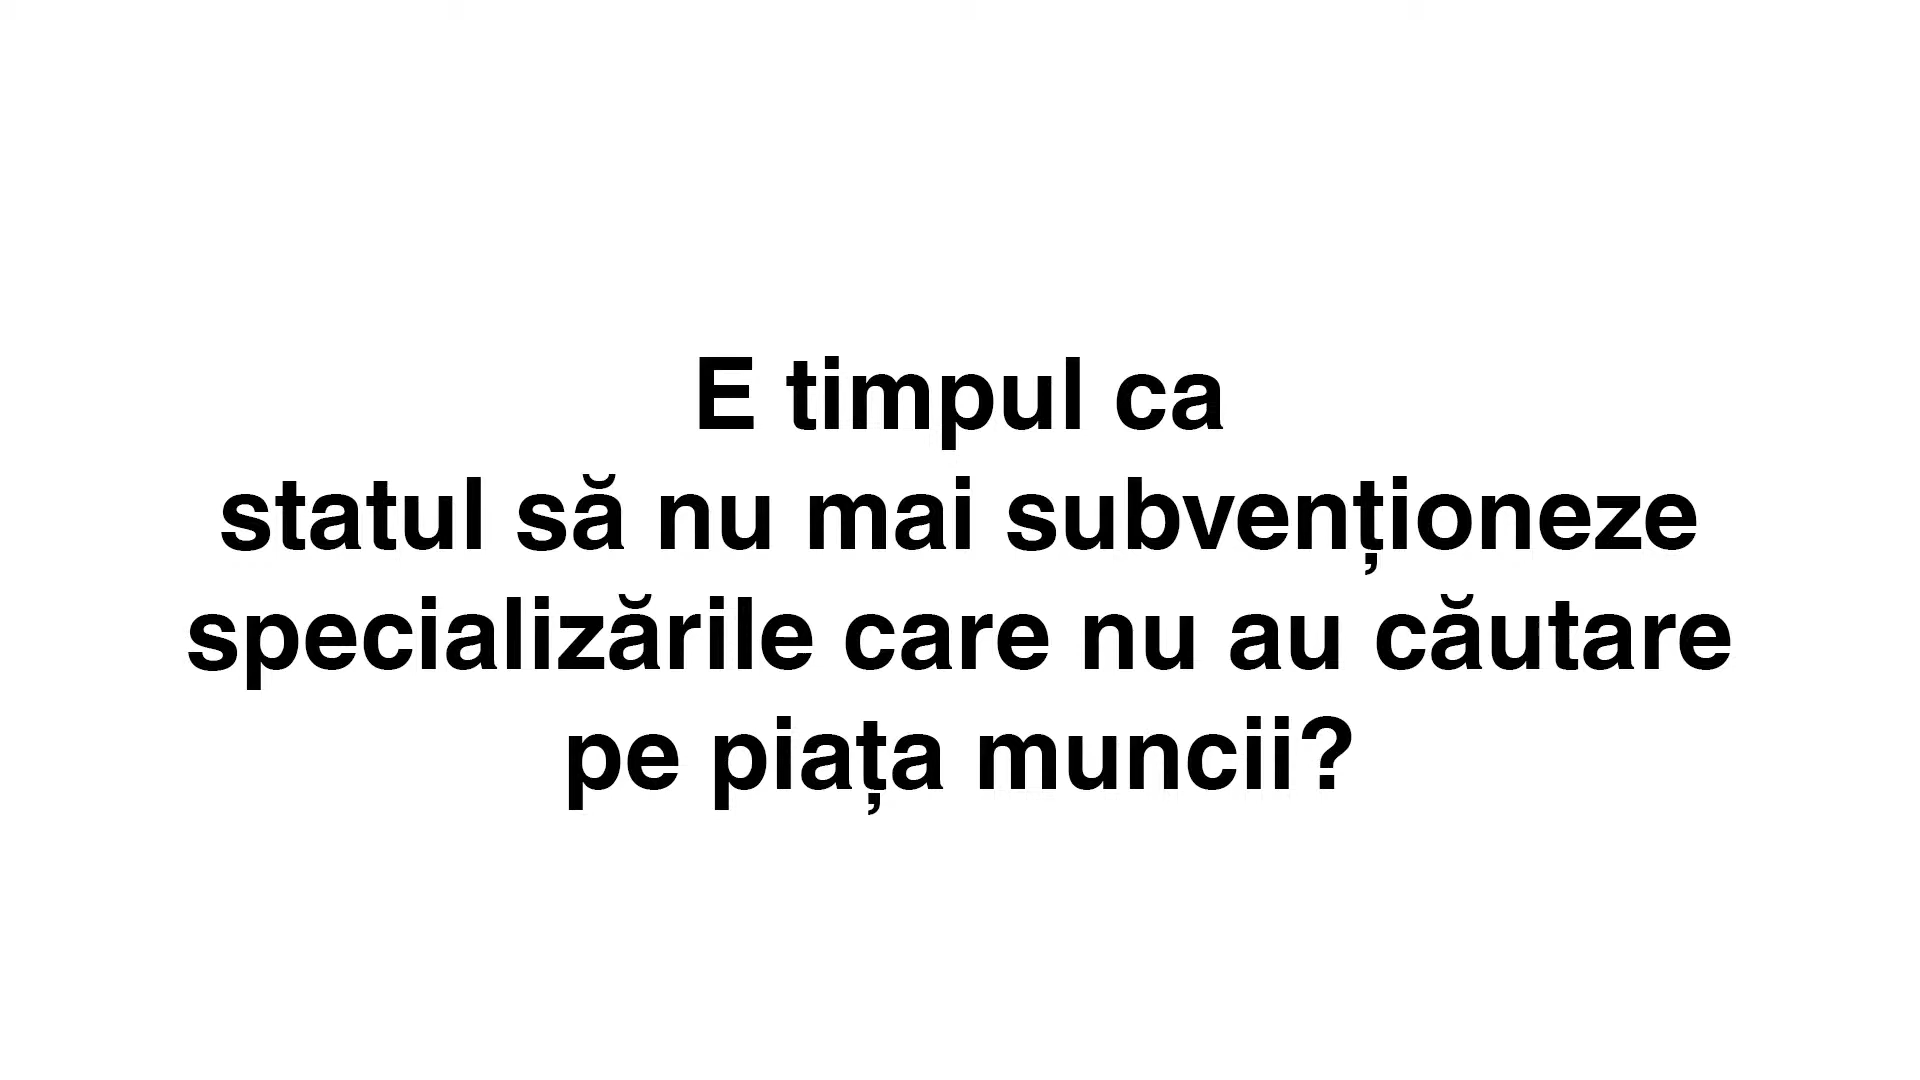 E timpul ca
statul să nu mai subvenționeze
specializările care nu au căutare
pe piața muncii?